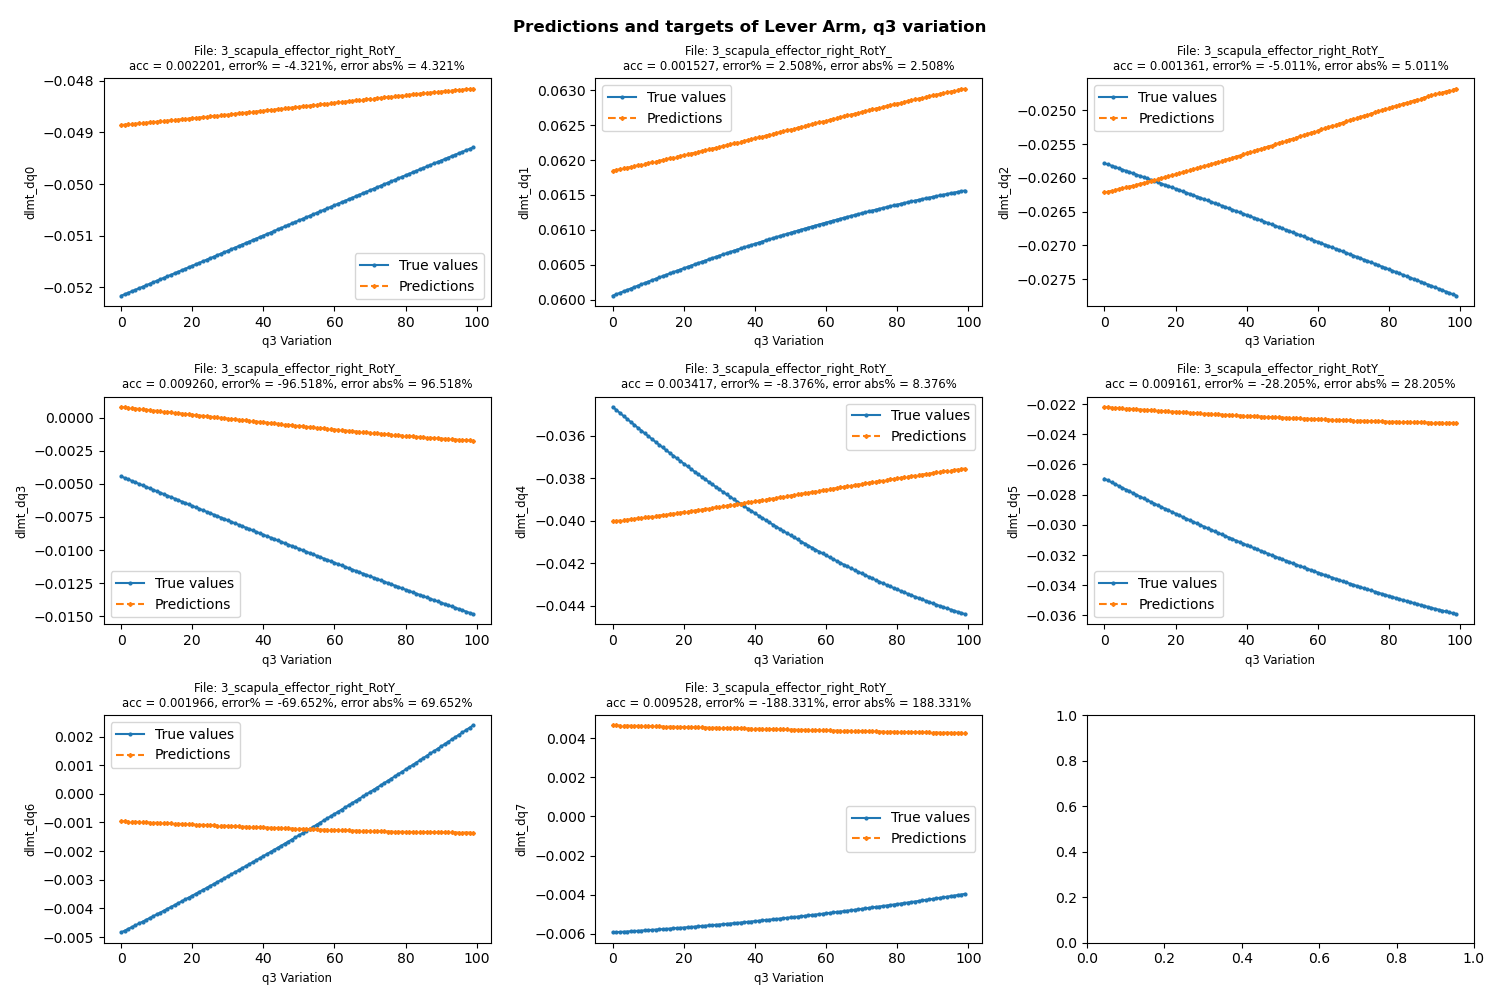 Predictions and targets of Lever Arm, q3 variation
File: 3_scapula_effector_right_RotY_
acc = 0.002201, error% = -4.321%, error abs% = 4.321%
−0.048
−0.049
−0.050
−0.051
−0.052
dlmt_dq0
True values
Predictions
0 20 40 60 80 100
q3 Variation
File: 3_scapula_effector_right_RotY_
acc = 0.001527, error% = 2.508%, error abs% = 2.508%
0.0630
0.0625
0.0620
0.0615
0.0610
0.0605
0.0600
dlmt_dq1
True values
Predictions
0 20 40 60 80 100
q3 Variation
File: 3_scapula_effector_right_RotY_
acc = 0.001361, error% = -5.011%, error abs% = 5.011%
−0.0250
−0.0255
−0.0260
−0.0265
−0.0270
−0.0275
dlmt_dq2
True values
Predictions
0 20 40 60 80 100
q3 Variation
File: 3_scapula_effector_right_RotY_
acc = 0.009260, error% = -96.518%, error abs% = 96.518%
0.0000
−0.0025
−0.0050
−0.0075
−0.0100
−0.0125
−0.0150
dlmt_dq3
True values
Predictions
0 20 40 60 80 100
q3 Variation
File: 3_scapula_effector_right_RotY_
acc = 0.003417, error% = -8.376%, error abs% = 8.376%
−0.036
−0.038
−0.040
−0.042
−0.044
dlmt_dq4
True values
Predictions
0 20 40 60 80 100
q3 Variation
File: 3_scapula_effector_right_RotY_
acc = 0.009161, error% = -28.205%, error abs% = 28.205%
−0.022
−0.024
−0.026
−0.028
−0.030
−0.032
−0.034
−0.036
dlmt_dq5
True values
Predictions
0 20 40 60 80 100
q3 Variation
File: 3_scapula_effector_right_RotY_
acc = 0.001966, error% = -69.652%, error abs% = 69.652%
0.002
0.001
0.000
−0.001
−0.002
−0.003
−0.004
−0.005
dlmt_dq6
True values
Predictions
0 20 40 60 80 100
q3 Variation
File: 3_scapula_effector_right_RotY_
acc = 0.009528, error% = -188.331%, error abs% = 188.331%
0.004
0.002
0.000
−0.002
−0.004
−0.006
dlmt_dq7
True values
Predictions
0 20 40 60 80 100
q3 Variation
1.0
0.8
0.6
0.4
0.2
0.0
0.0 0.2 0.4 0.6 0.8 1.0